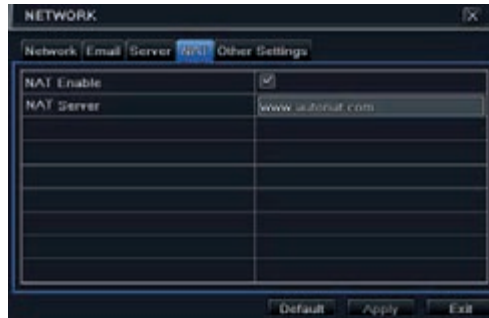 NETWORK
Network Email Server NAT Other Settings
NAT Enable
NAT Server www.autonat.com
Default Apply Exit